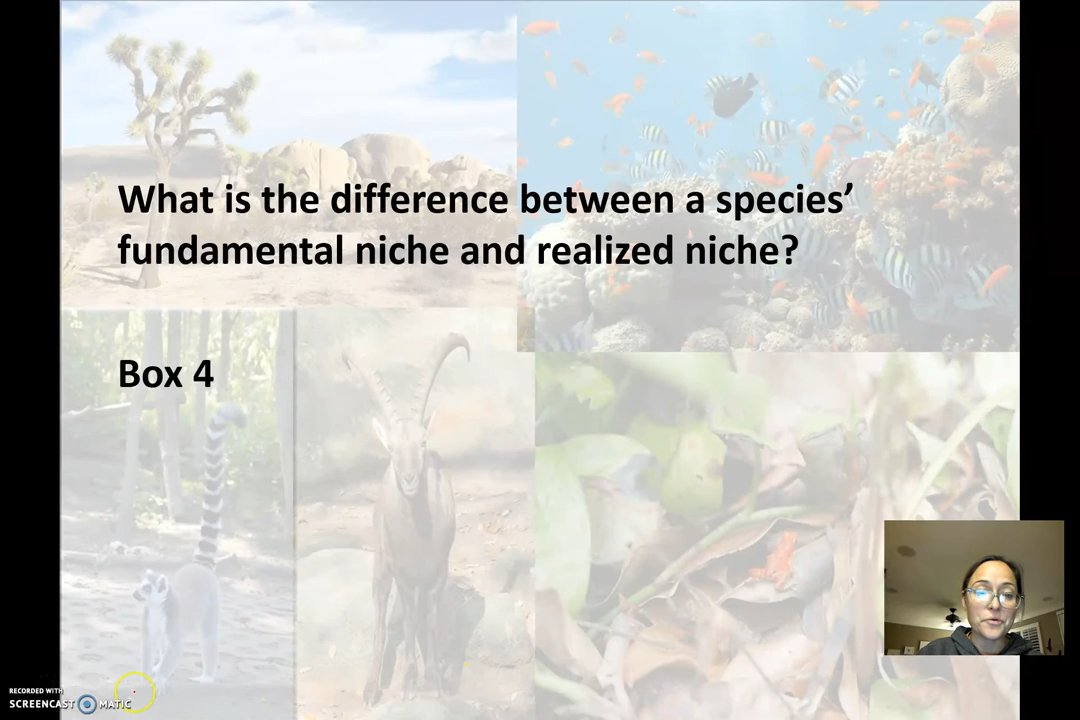 What is the difference between a species’
fundamental niche and realized niche?
Box 4
RECORDED WITH
SCREENCAST MATIC